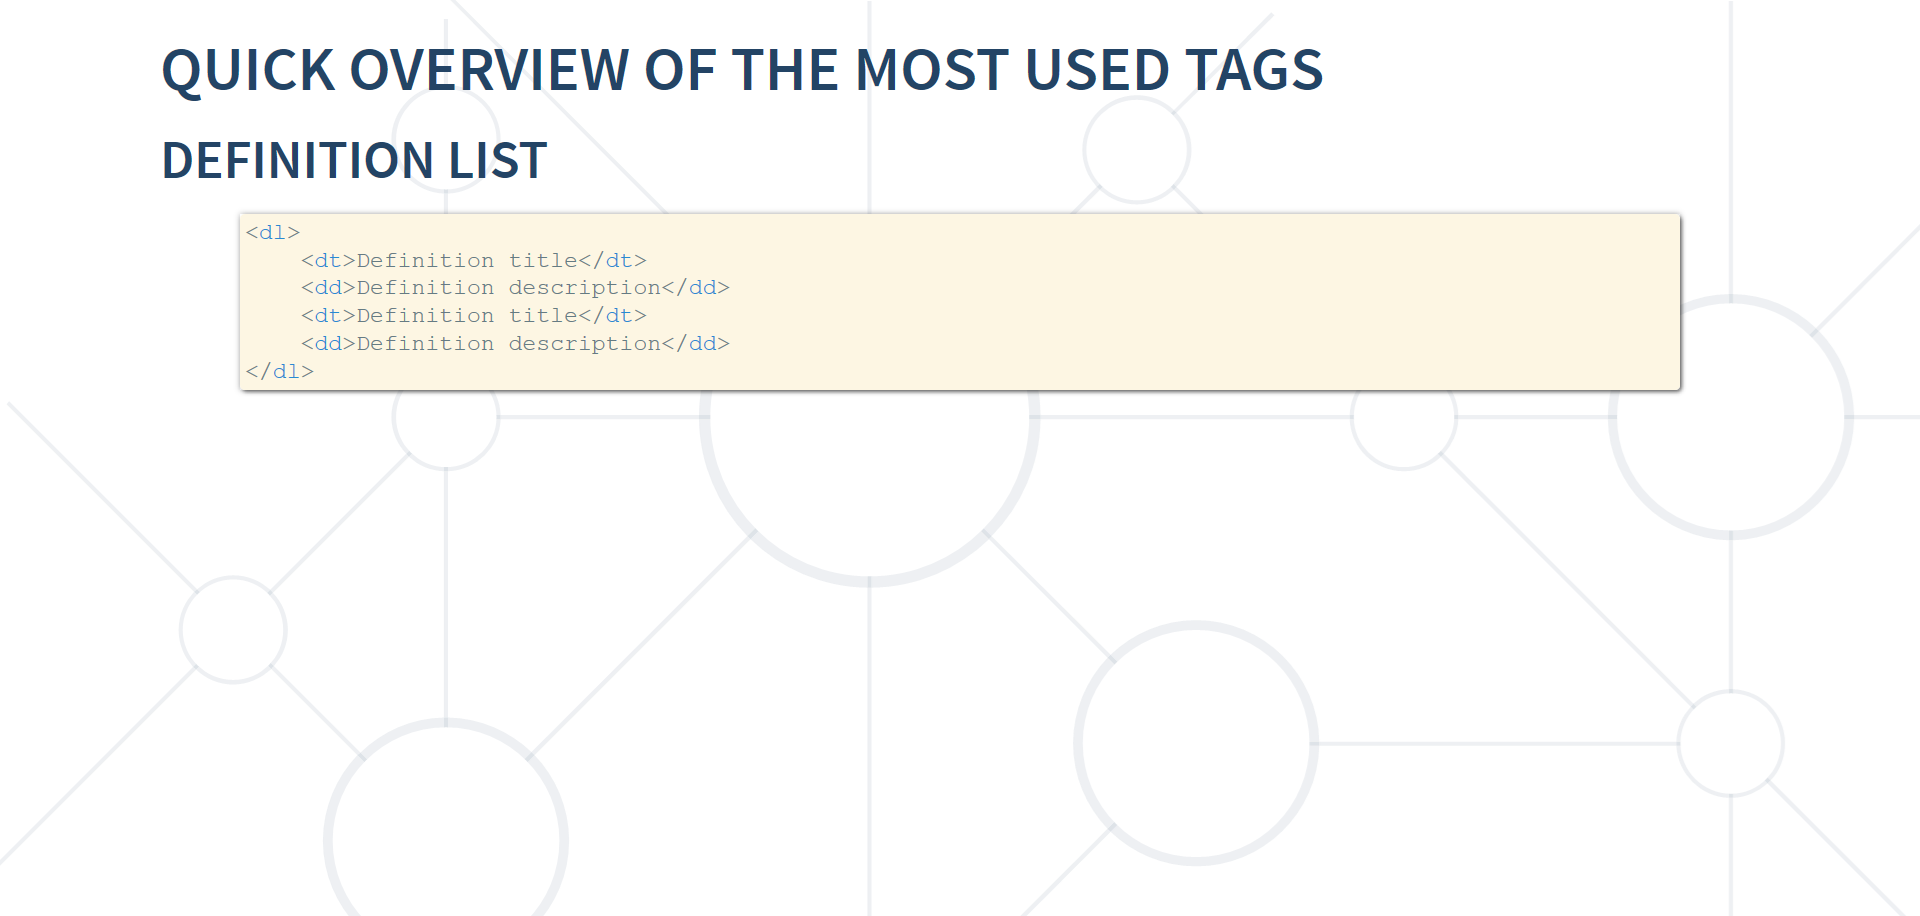 QUICK OVERVIEW OF THE MOST USED TAGS
DEFINITION LIST
<dl>
    <dt>Definition title</dt>
    <dd>Definition description</dd>
    <dt>Definition title</dt>
    <dd>Definition description</dd>
</dl>